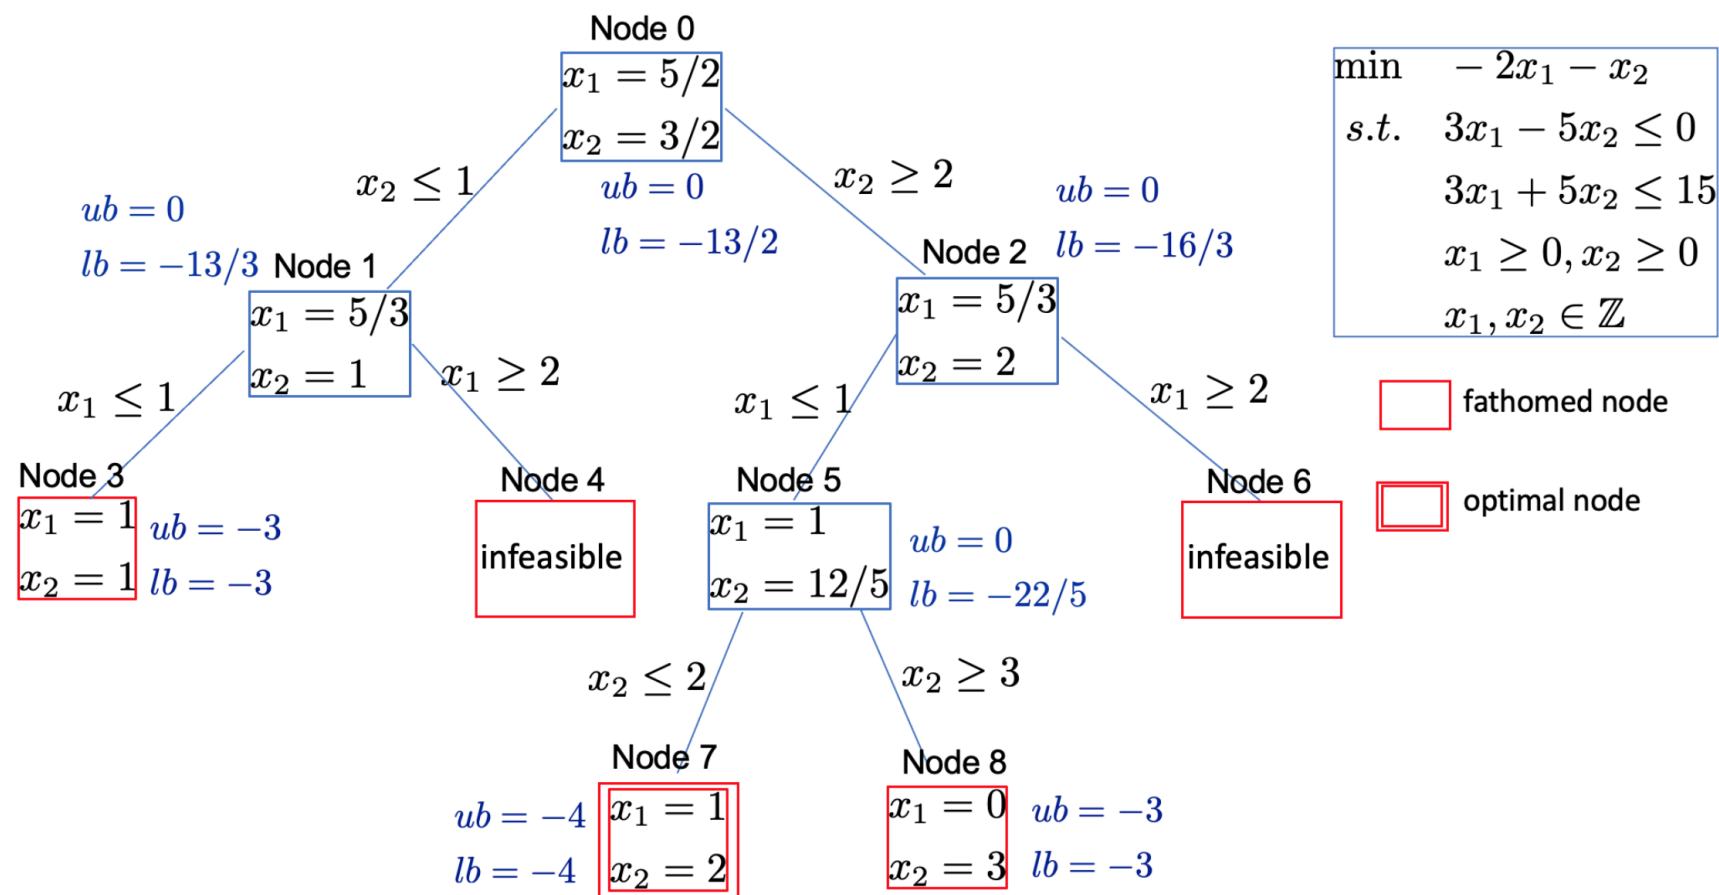 Node 0
x₁ = 5/2
x₂ = 3/2
ub = 0
lb = −13/2
min −2x₁ − x₂
s.t. 3x₁ − 5x₂ ≤ 0
3x₁ + 5x₂ ≤ 15
x₁ ≥ 0, x₂ ≥ 0
x₁, x₂ ∈ ℤ
fathomed node
optimal node
x₂ ≤ 1
x₂ ≥ 2
ub = 0
lb = −13/3
Node 1
x₁ = 5/3
x₂ = 1
ub = 0
lb = −16/3
Node 2
x₁ = 5/3
x₂ = 2
x₁ ≤ 1
x₁ ≥ 2
x₁ ≤ 1
x₁ ≥ 2
Node 3
x₁ = 1
x₂ = 1
ub = −3
lb = −3
Node 4
infeasible
Node 5
x₁ = 1
x₂ = 12/5
ub = 0
lb = −22/5
Node 6
infeasible
x₂ ≤ 2
x₂ ≥ 3
Node 7
ub = −4
lb = −4
x₁ = 1
x₂ = 2
Node 8
x₁ = 0
x₂ = 3
ub = −3
lb = −3